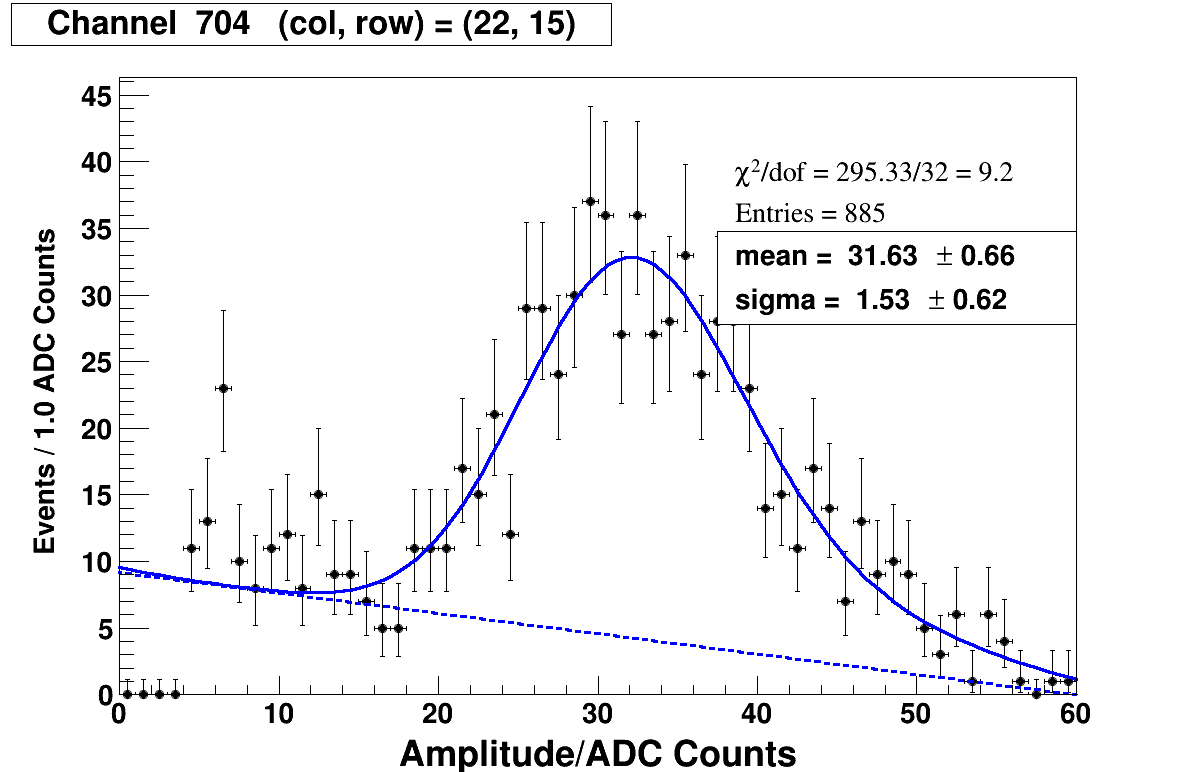 Channel 704 (col, row) = (22, 15)
χ²/dof = 295.33/32 = 9.2
Entries = 885
mean = 31.63 ± 0.66
sigma = 1.53 ± 0.62
Events / 1.0 ADC Counts
45
40
35
30
25
20
15
10
5
0
0 10 20 30 40 50 60
Amplitude/ADC Counts